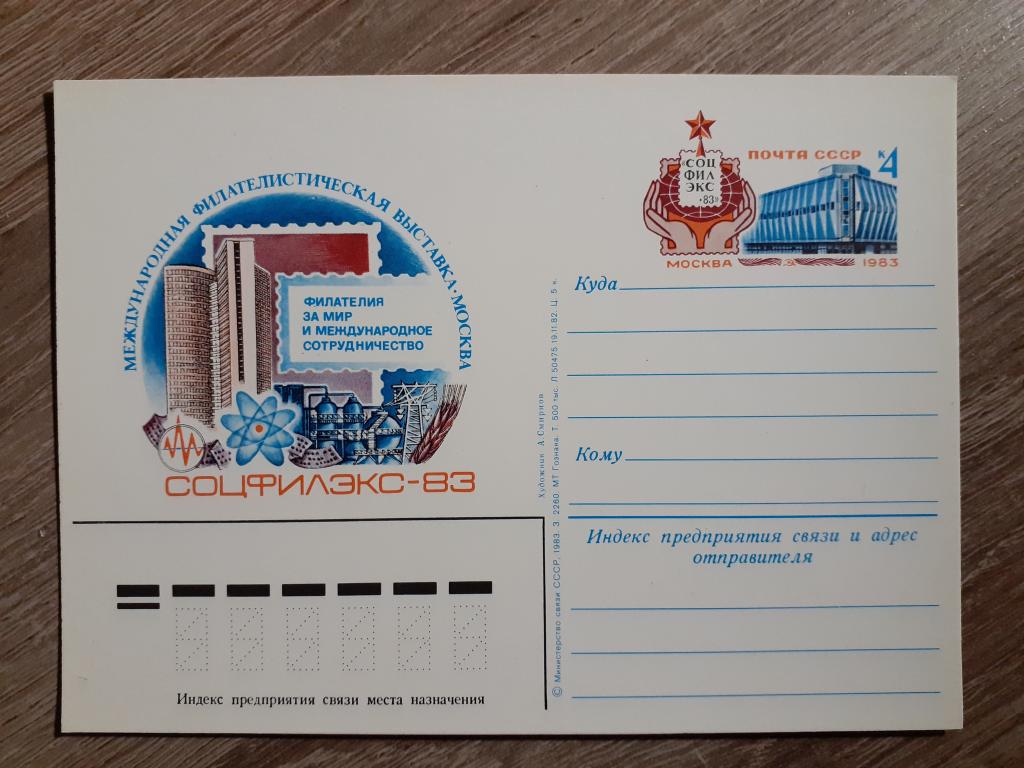 МЕЖДУНАРОДНАЯ ФИЛАТЕЛИСТИЧЕСКАЯ ВЫСТАВКА · МОСКВА
ФИЛАТЕЛИЯ
ЗА МИР
И МЕЖДУНАРОДНОЕ
СОТРУДНИЧЕСТВО
СОЦФИЛЭКС-83
«СОЦ
ФИЛ
ЭКС
·83»
МОСКВА
ПОЧТА СССР
К 4
1983
Куда
Кому
Индекс предприятия связи и адрес
отправителя
Индекс предприятия связи места назначения
Художник А. Смирнов
© Министерство связи СССР, 1983. З. 2260. МТ Гознака. Т. 500 тыс. Л-50475. 19.11.82. Ц. 5 к.